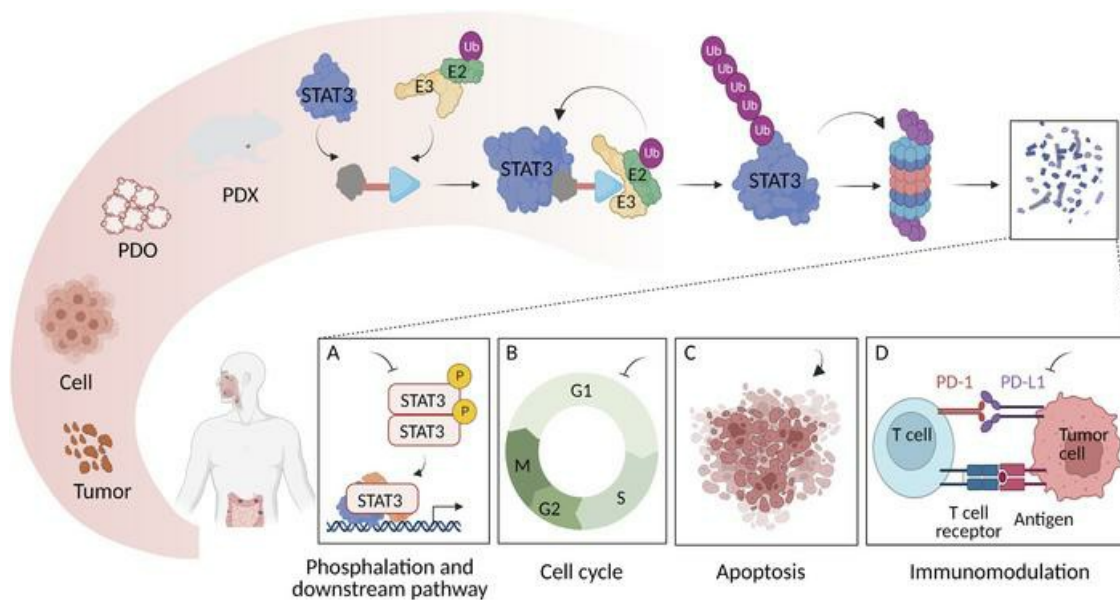 STAT3
Ub
E2
E3
PDX
PDO
Cell
Tumor
STAT3
Ub
E2
E3
Ub
Ub
Ub
Ub
Ub
STAT3
A
P
STAT3
P
STAT3
STAT3
Phosphalation and
downstream pathway
B
G1
M
S
G2
Cell cycle
C
Apoptosis
D
PD-1 PD-L1
T cell
Tumor
cell
T cell
receptor
Antigen
Immunomodulation